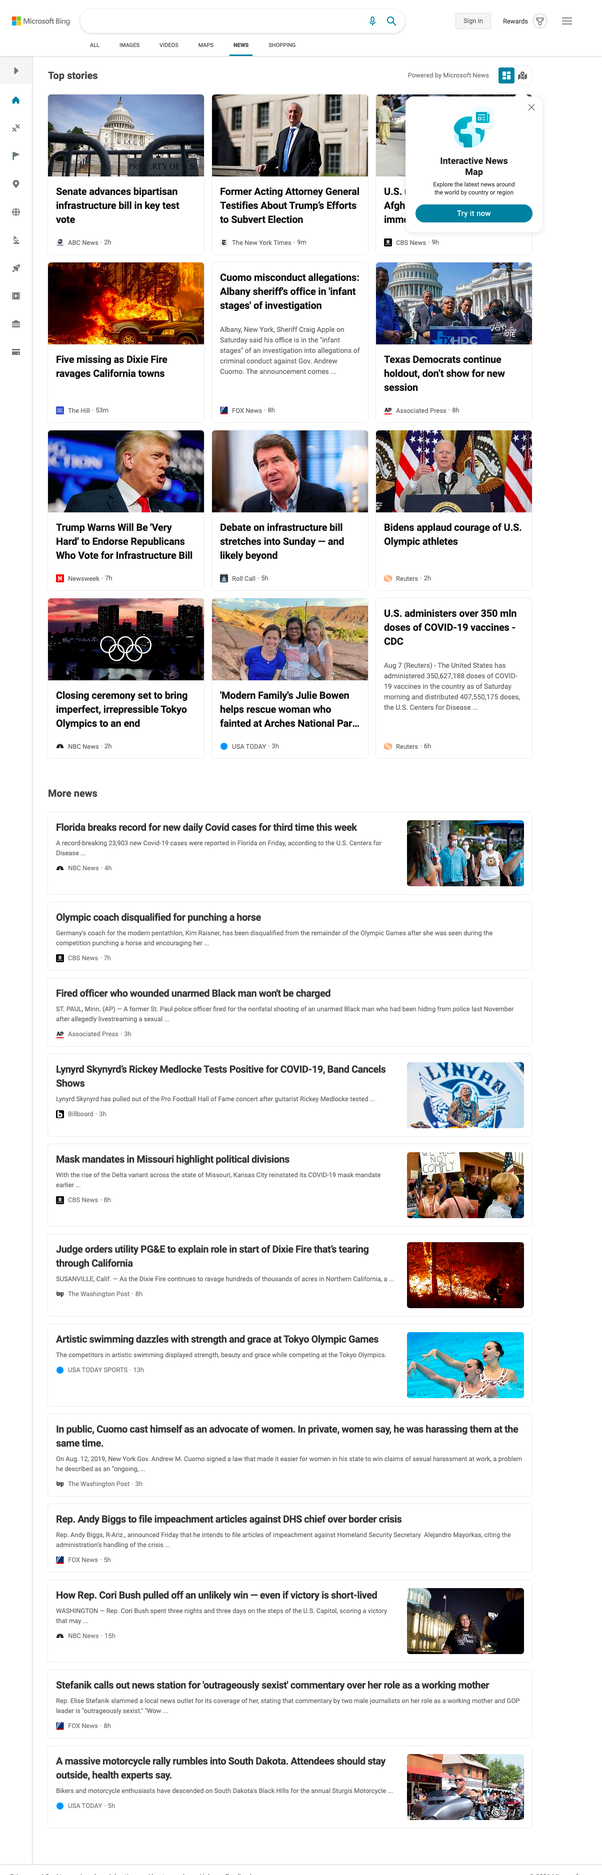 Microsoft Bing
Sign in
Rewards
ALL
IMAGES
VIDEOS
MAPS
NEWS
SHOPPING
Top stories
Powered by Microsoft News
Interactive News
Map
Explore the latest news around
the world by country or region
Try it now
Senate advances bipartisan
infrastructure bill in key test
vote
ABC News · 2h
Former Acting Attorney General
Testifies About Trump's Efforts
to Subvert Election
The New York Times · 9m
U.S.
Afgh
imme
CBS News · 9h
Five missing as Dixie Fire
ravages California towns
The Hill · 53m
Cuomo misconduct allegations:
Albany sheriff's office in 'infant
stages' of investigation
Albany, New York, Sheriff Craig Apple on
Saturday said his office is in the "infant
stages" of an investigation into allegations of
criminal conduct against Gov. Andrew
Cuomo. The announcement comes ...
FOX News · 8h
Texas Democrats continue
holdout, don't show for new
session
AP
Associated Press · 8h
Trump Warns Will Be 'Very
Hard' to Endorse Republicans
Who Vote for Infrastructure Bill
Newsweek · 7h
Debate on infrastructure bill
stretches into Sunday — and
likely beyond
Roll Call · 5h
Bidens applaud courage of U.S.
Olympic athletes
Reuters · 2h
Closing ceremony set to bring
imperfect, irrepressible Tokyo
Olympics to an end
NBC News · 2h
'Modern Family's Julie Bowen
helps rescue woman who
fainted at Arches National Par...
USA TODAY · 3h
U.S. administers over 350 mln
doses of COVID-19 vaccines -
CDC
Aug 7 (Reuters) - The United States has
administered 350,627,188 doses of COVID-
19 vaccines in the country as of Saturday
morning and distributed 407,550,175 doses,
the U.S. Centers for Disease ...
Reuters · 6h
More news
Florida breaks record for new daily Covid cases for third time this week
A record-breaking 23,903 new Covid-19 cases were reported in Florida on Friday, according to the U.S. Centers for
Disease ...
NBC News · 4h
Olympic coach disqualified for punching a horse
Germany's coach for the modern pentathlon, Kim Raisner, has been disqualified from the remainder of the Olympic Games after she was seen during the
competition punching a horse and encouraging her ...
CBS News · 7h
Fired officer who wounded unarmed Black man won't be charged
ST. PAUL, Minn. (AP) — A former St. Paul police officer fired for the nonfatal shooting of an unarmed Black man who had been hiding from police last November
after allegedly livestreaming a sexual ...
AP
Associated Press · 3h
Lynyrd Skynyrd's Rickey Medlocke Tests Positive for COVID-19, Band Cancels
Shows
Lynyrd Skynyrd has pulled out of the Pro Football Hall of Fame concert after guitarist Rickey Medlocke tested ...
Billboard · 3h
Mask mandates in Missouri highlight political divisions
With the rise of the Delta variant across the state of Missouri, Kansas City reinstated its COVID-19 mask mandate
earlier ...
CBS News · 8h
Judge orders utility PG&E to explain role in start of Dixie Fire that's tearing
through California
SUSANVILLE, Calif. — As the Dixie Fire continues to ravage hundreds of thousands of acres in Northern California, a ...
wp
The Washington Post · 8h
Artistic swimming dazzles with strength and grace at Tokyo Olympic Games
The competitors in artistic swimming displayed strength, beauty and grace while competing at the Tokyo Olympics.
USA TODAY SPORTS · 13h
In public, Cuomo cast himself as an advocate of women. In private, women say, he was harassing them at the
same time.
On Aug. 12, 2019, New York Gov. Andrew M. Cuomo signed a law that made it easier for women in his state to win claims of sexual harassment at work, a problem
he described as an "ongoing, ...
wp
The Washington Post · 3h
Rep. Andy Biggs to file impeachment articles against DHS chief over border crisis
Rep. Andy Biggs, R-Ariz., announced Friday that he intends to file articles of impeachment against Homeland Security Secretary Alejandro Mayorkas, citing the
administration's handling of the crisis ...
FOX News · 5h
How Rep. Cori Bush pulled off an unlikely win — even if victory is short-lived
WASHINGTON — Rep. Cori Bush spent three nights and three days on the steps of the U.S. Capitol, scoring a victory
that may ...
NBC News · 15h
Stefanik calls out news station for 'outrageously sexist' commentary over her role as a working mother
Rep. Elise Stefanik slammed a local news outlet for its coverage of her, stating that commentary by two male journalists on her role as a working mother and GOP
leader is "outrageously sexist." "Wow ...
FOX News · 8h
A massive motorcycle rally rumbles into South Dakota. Attendees should stay
outside, health experts say.
Bikers and motorcycle enthusiasts have descended on South Dakota's Black Hills for the annual Sturgis Motorcycle ...
USA TODAY · 5h